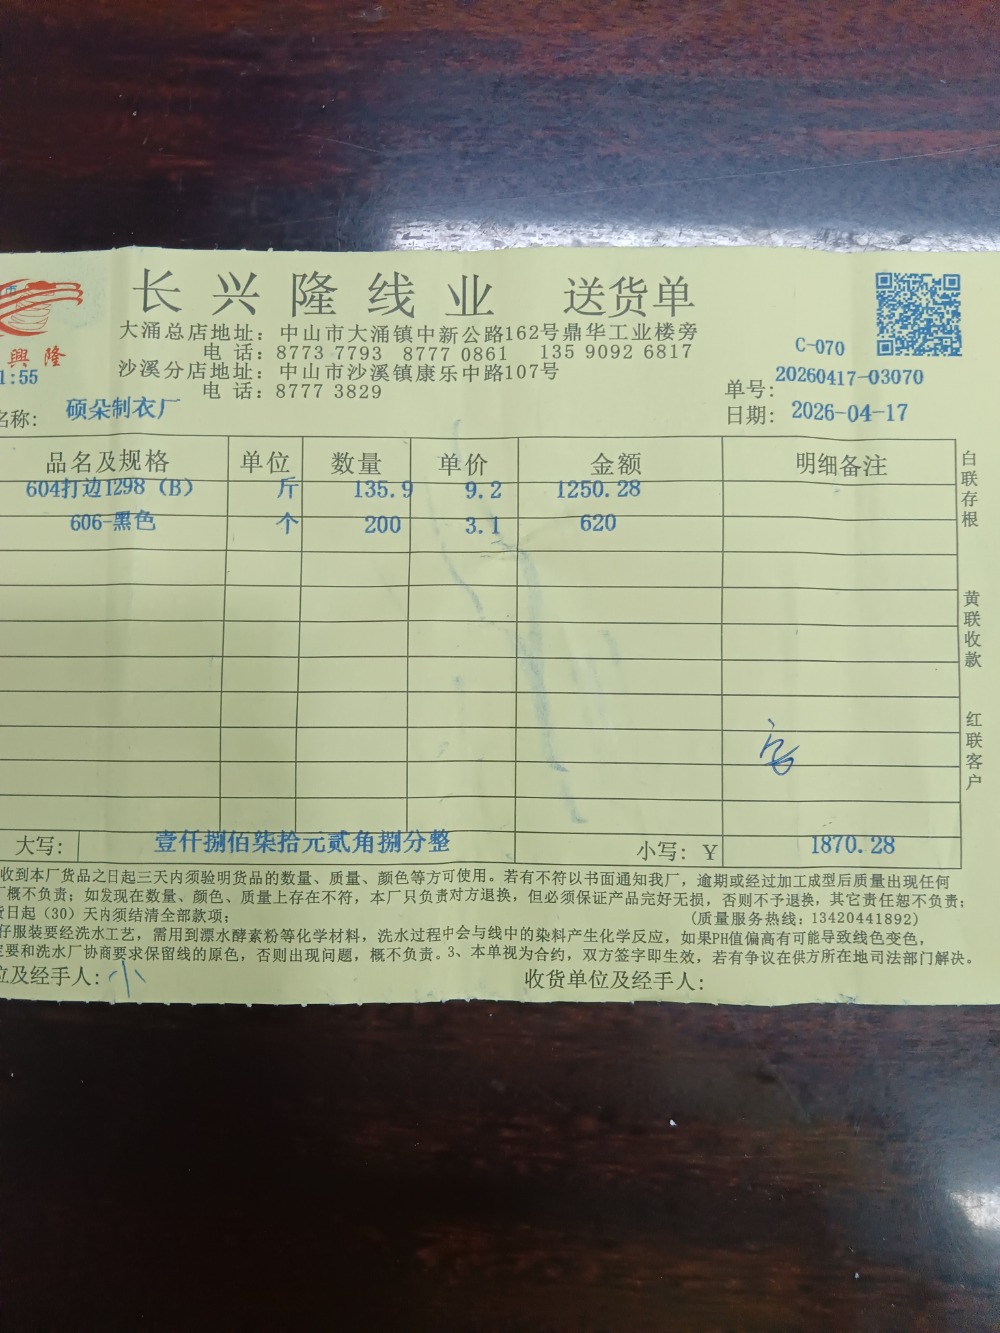 长兴隆线业 送货单
興隆
大涌总店地址：中山市大涌镇中新公路162号鼎华工业楼旁
电 话：8773 7793 8777 0861 135 9092 6817
C-070
1:55
沙溪分店地址：中山市沙溪镇康乐中路107号
电 话：8777 3829
单号：20260417-03070
名称：硕朵制衣厂
日期：2026-04-17
品名及规格 单位 数量 单价 金额 明细备注
604打边1298（B） 斤 135.9 9.2 1250.28
606-黑色 个 200 3.1 620
白联存根
黄联收款
红联客户
大写：壹仟捌佰柒拾元贰角捌分整 小写：￥ 1870.28
收到本厂货品之日起三天内须验明货品的数量、质量、颜色等方可使用。若有不符以书面通知我厂，逾期或经过加工成型后质量出现任何
概不负责；如发现在数量、颜色、质量上存在不符，本厂只负责对方退换，但必须保证产品完好无损，否则不予退换，其它责任恕不负责；
日起（30）天内须结清全部款项； （质量服务热线：13420441892）
仔服装要经洗水工艺，需用到漂水酵素粉等化学材料，洗水过程中会与线中的染料产生化学反应，如果PH值偏高有可能导致线色变色，
要和洗水厂协商要求保留线的原色，否则出现问题，概不负责。3、本单视为合约，双方签字即生效，若有争议在供方所在地司法部门解决。
位及经手人：小 收货单位及经手人：